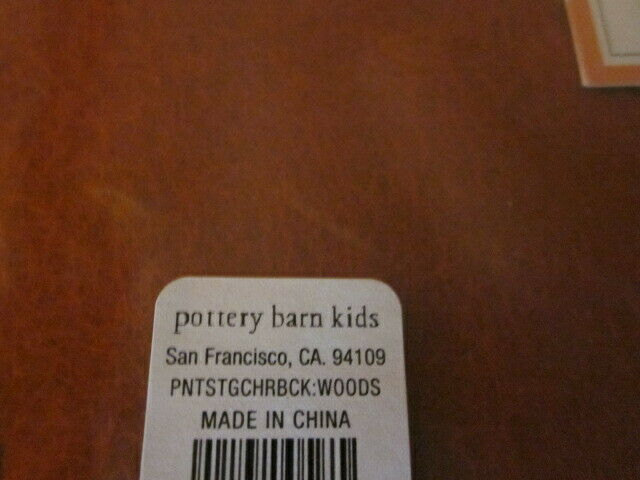 pottery barn kids
San Francisco, CA. 94109
PNTSTGCHRBCK:WOODS
MADE IN CHINA